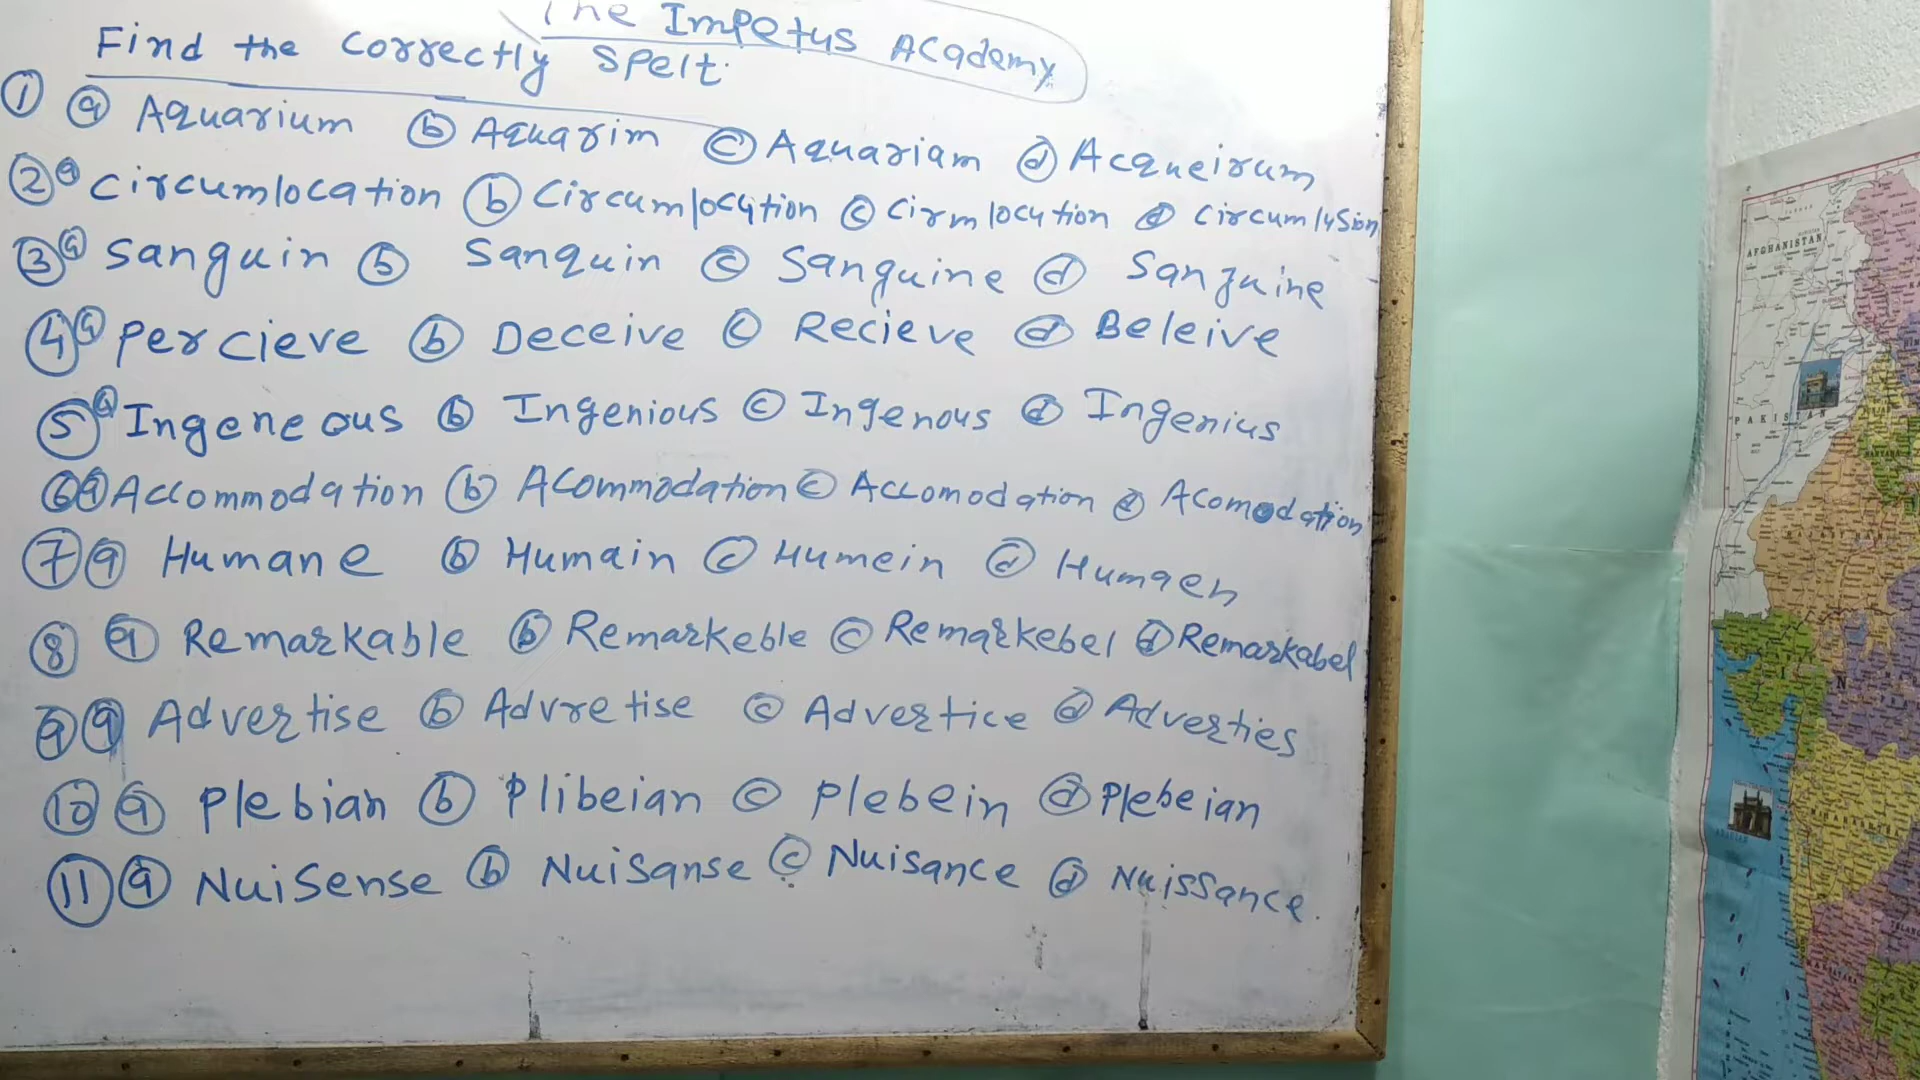 The Impetus Academy
Find the correctly spelt.
① ⓐ Aquarium ⓑ Aquarim ⓒ Aquariam ⓓ Acqueirum
② ⓐ circumlocation ⓑ Circumlocution ⓒ Cirmlocution ⓓ circumlusion
③ ⓐ Sanguin ⓑ Sanquin ⓒ Sanguine ⓓ
④ ⓐ Percieve ⓑ Deceive ⓒ Recieve ⓓ Beleive
⑤ ⓐ Ingeneous ⓑ Ingenious ⓒ Ingenous ⓓ Ingenius
⑥ ⓐ Accommodation ⓑ Acommodation ⓒ Accomodation ⓓ Acomodation
⑦ ⓐ Humane ⓑ Humain ⓒ Humein ⓓ Humaen
⑧ ⓐ Remarkable ⓑ Remarkeble ⓒ Remarkebel ⓓ Remarkabel
⑨ ⓐ Advertise ⓑ Advretise ⓒ Advertice ⓓ Adverties
⑩ ⓐ Plebian ⓑ Plibeian ⓒ Plebein ⓓ Plebeian
⑪ ⓐ Nuisense ⓑ Nuisanse ⓒ Nuisance ⓓ Nuissance.
AFGHANISTAN
PAKISTAN